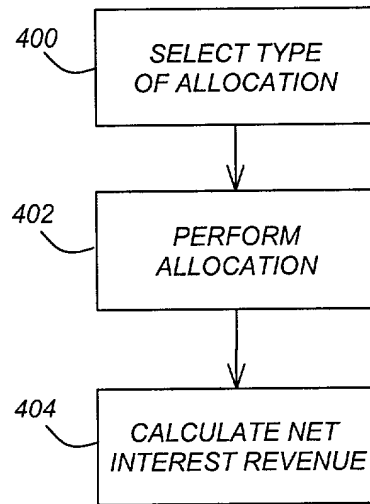 400
SELECT TYPE
OF ALLOCATION
402
PERFORM
ALLOCATION
404
CALCULATE NET
INTEREST REVENUE